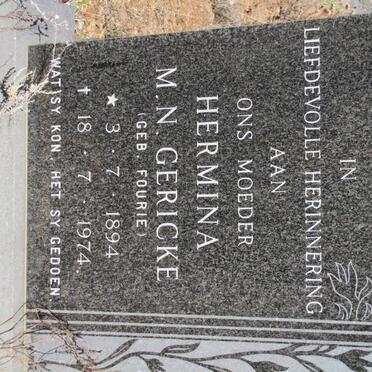 IN
LIEFDEVOLLE HERINNERING
AAN
ONS MOEDER
HERMINA
M. N. GERICKE
(GEB. FOURIE)
★ 3 · 7 · 1894
✝ 18 · 7 · 1974.
WAT SY KON, HET SY GEDOEN.